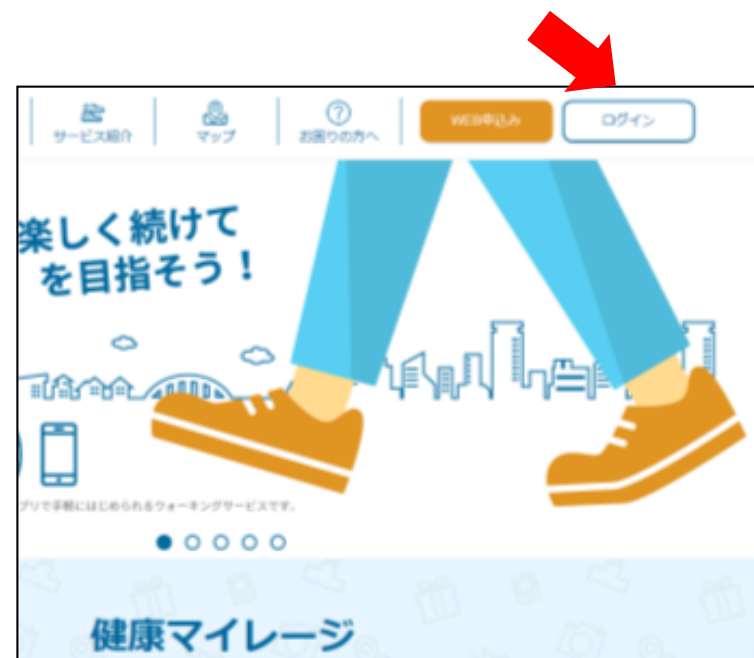 サービス紹介
マップ
お困りの方へ
WEB申込み
ログイン
楽しく続けて
を目指そう！
プリで手軽にはじめられるウォーキングサービスです。
健康マイレージ